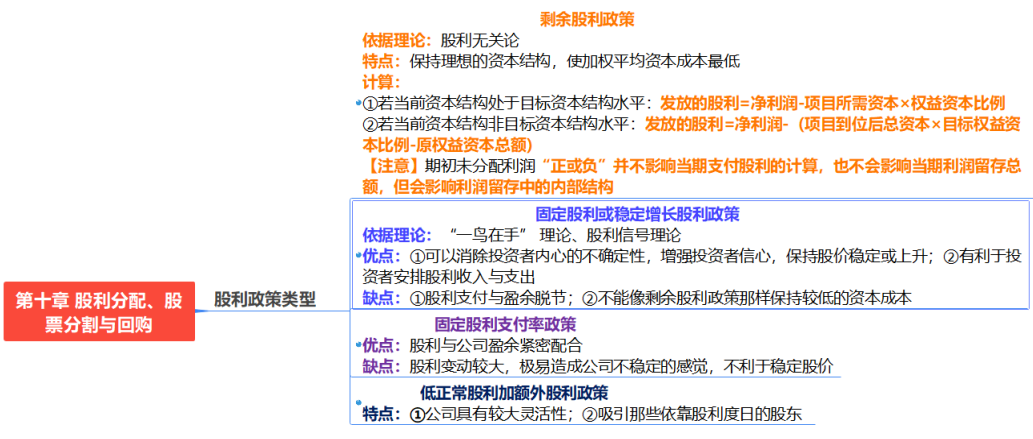 剩余股利政策
依据理论：股利无关论
特点：保持理想的资本结构，使加权平均资本成本最低
计算：
①若当前资本结构处于目标资本结构水平：发放的股利=净利润-项目所需资本×权益资本比例
②若当前资本结构非目标资本结构水平：发放的股利=净利润-（项目到位后总资本×目标权益资
本比例-原权益资本总额）
【注意】期初未分配利润“正或负”并不影响当期支付股利的计算，也不会影响当期利润留存总
额，但会影响利润留存中的内部结构
固定股利或稳定增长股利政策
依据理论：“一鸟在手” 理论、股利信号理论
优点：①可以消除投资者内心的不确定性，增强投资者信心，保持股价稳定或上升；②有利于投
资者安排股利收入与支出
缺点：①股利支付与盈余脱节；②不能像剩余股利政策那样保持较低的资本成本
第十章 股利分配、股
票分割与回购
股利政策类型
固定股利支付率政策
优点：股利与公司盈余紧密配合
缺点：股利变动较大，极易造成公司不稳定的感觉，不利于稳定股价
低正常股利加额外股利政策
特点：①公司具有较大灵活性；②吸引那些依靠股利度日的股东